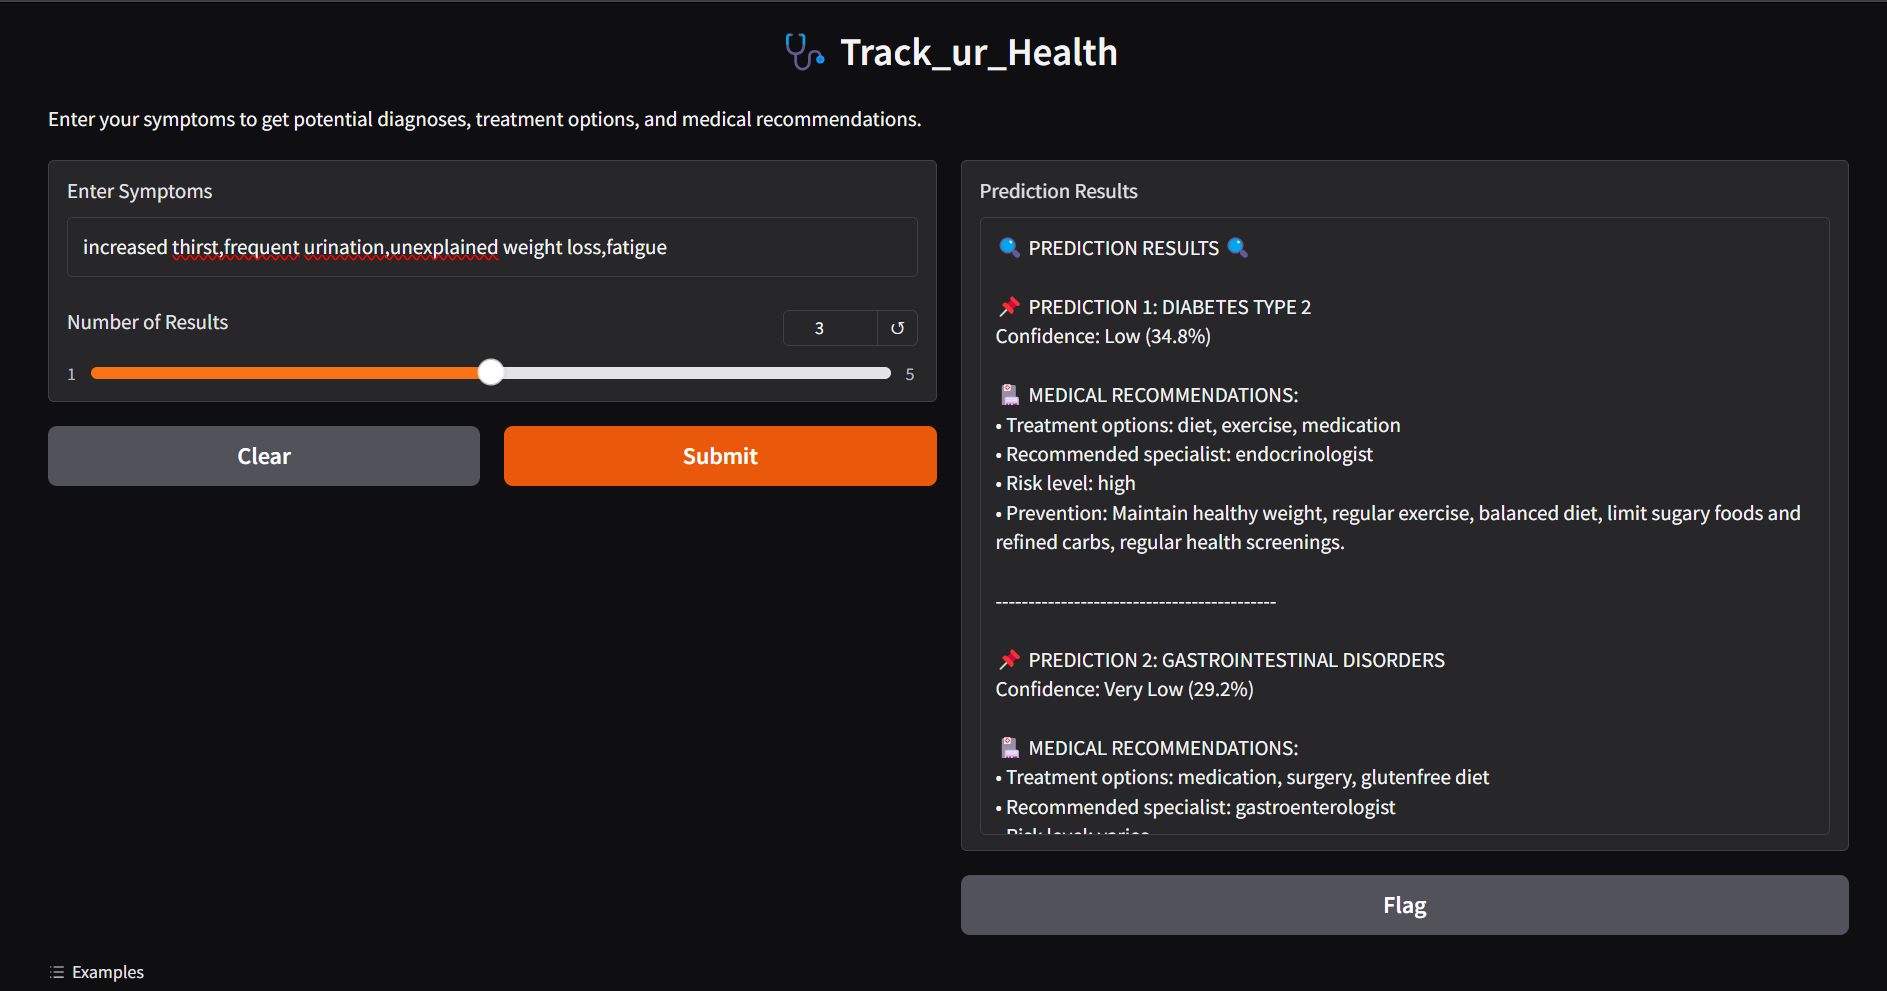 Track_ur_Health
Enter your symptoms to get potential diagnoses, treatment options, and medical recommendations.
Enter Symptoms
increased thirst,frequent urination,unexplained weight loss,fatigue
Number of Results
3
1
5
Clear
Submit
Prediction Results
🔍 PREDICTION RESULTS 🔍
📌 PREDICTION 1: DIABETES TYPE 2
Confidence: Low (34.8%)
🏥 MEDICAL RECOMMENDATIONS:
• Treatment options: diet, exercise, medication
• Recommended specialist: endocrinologist
• Risk level: high
• Prevention: Maintain healthy weight, regular exercise, balanced diet, limit sugary foods and
refined carbs, regular health screenings.
-------------------------------------------
📌 PREDICTION 2: GASTROINTESTINAL DISORDERS
Confidence: Very Low (29.2%)
🏥 MEDICAL RECOMMENDATIONS:
• Treatment options: medication, surgery, glutenfree diet
• Recommended specialist: gastroenterologist
• Risk level: varies
Flag
Examples